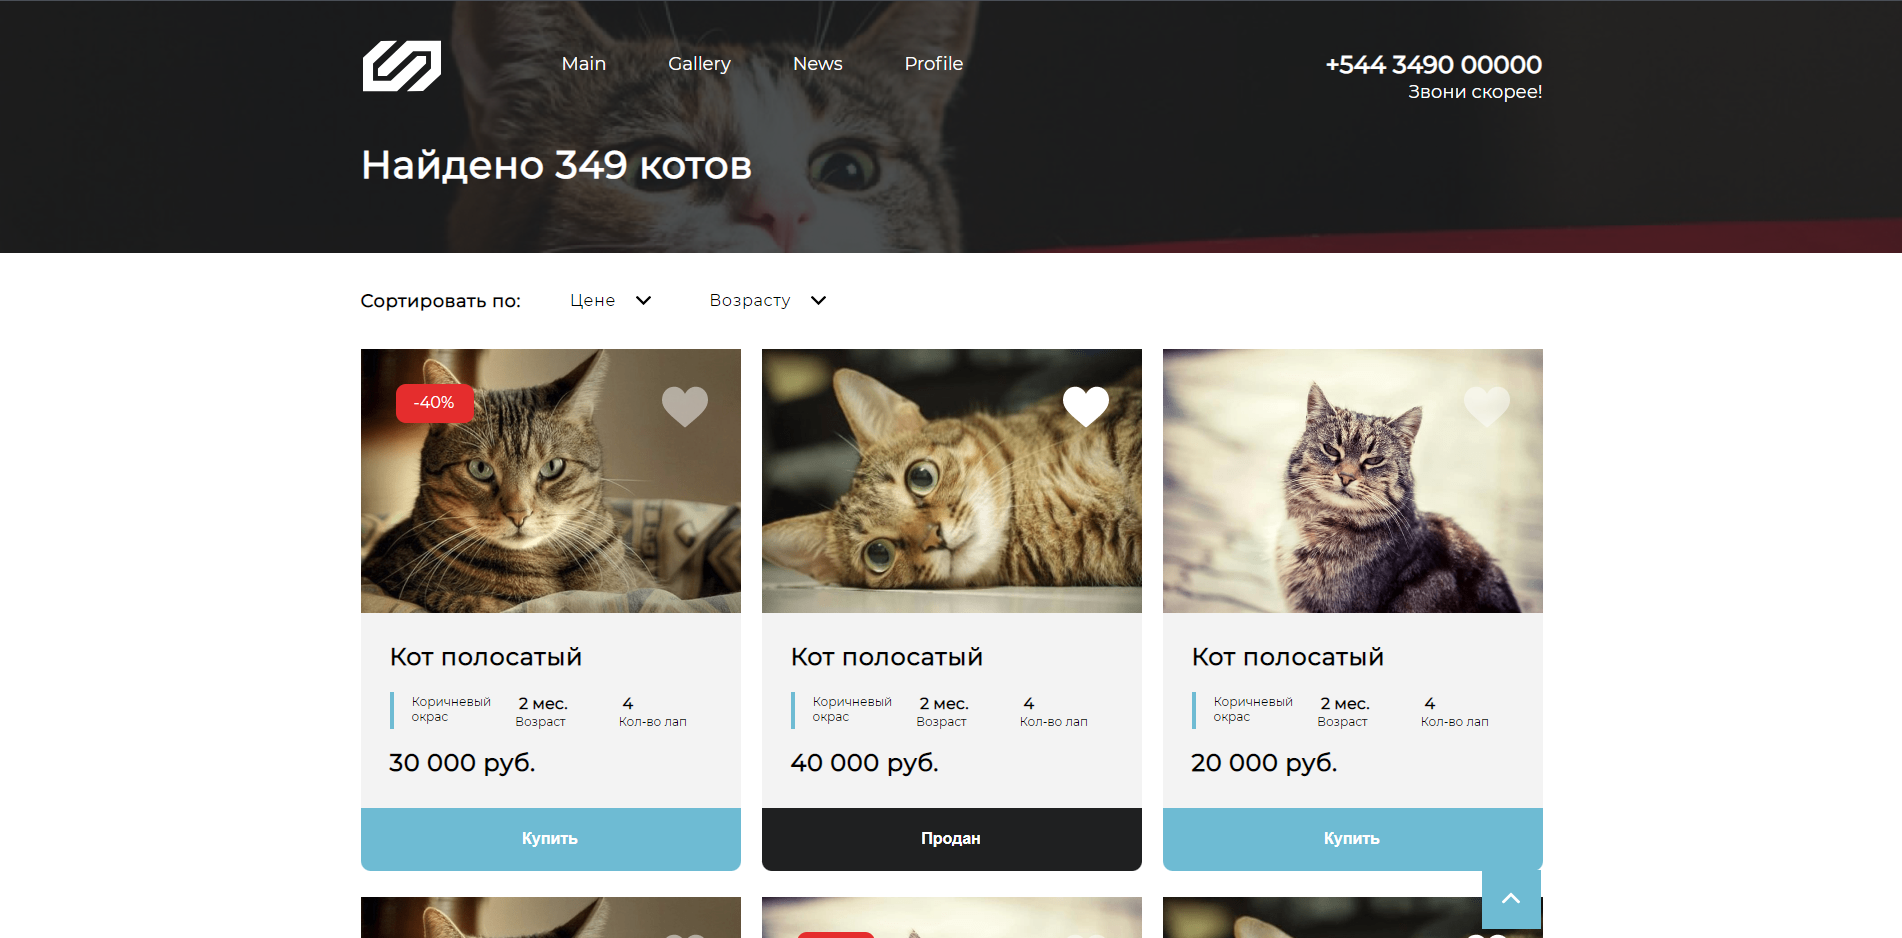 Main Gallery News Profile
+544 3490 00000
Звони скорее!
Найдено 349 котов
Сортировать по: Цене Возрасту
-40%
Кот полосатый
Коричневый
окрас
2 мес.
Возраст
4
Кол-во лап
30 000 руб.
Купить
Кот полосатый
Коричневый
окрас
2 мес.
Возраст
4
Кол-во лап
40 000 руб.
Продан
Кот полосатый
Коричневый
окрас
2 мес.
Возраст
4
Кол-во лап
20 000 руб.
Купить